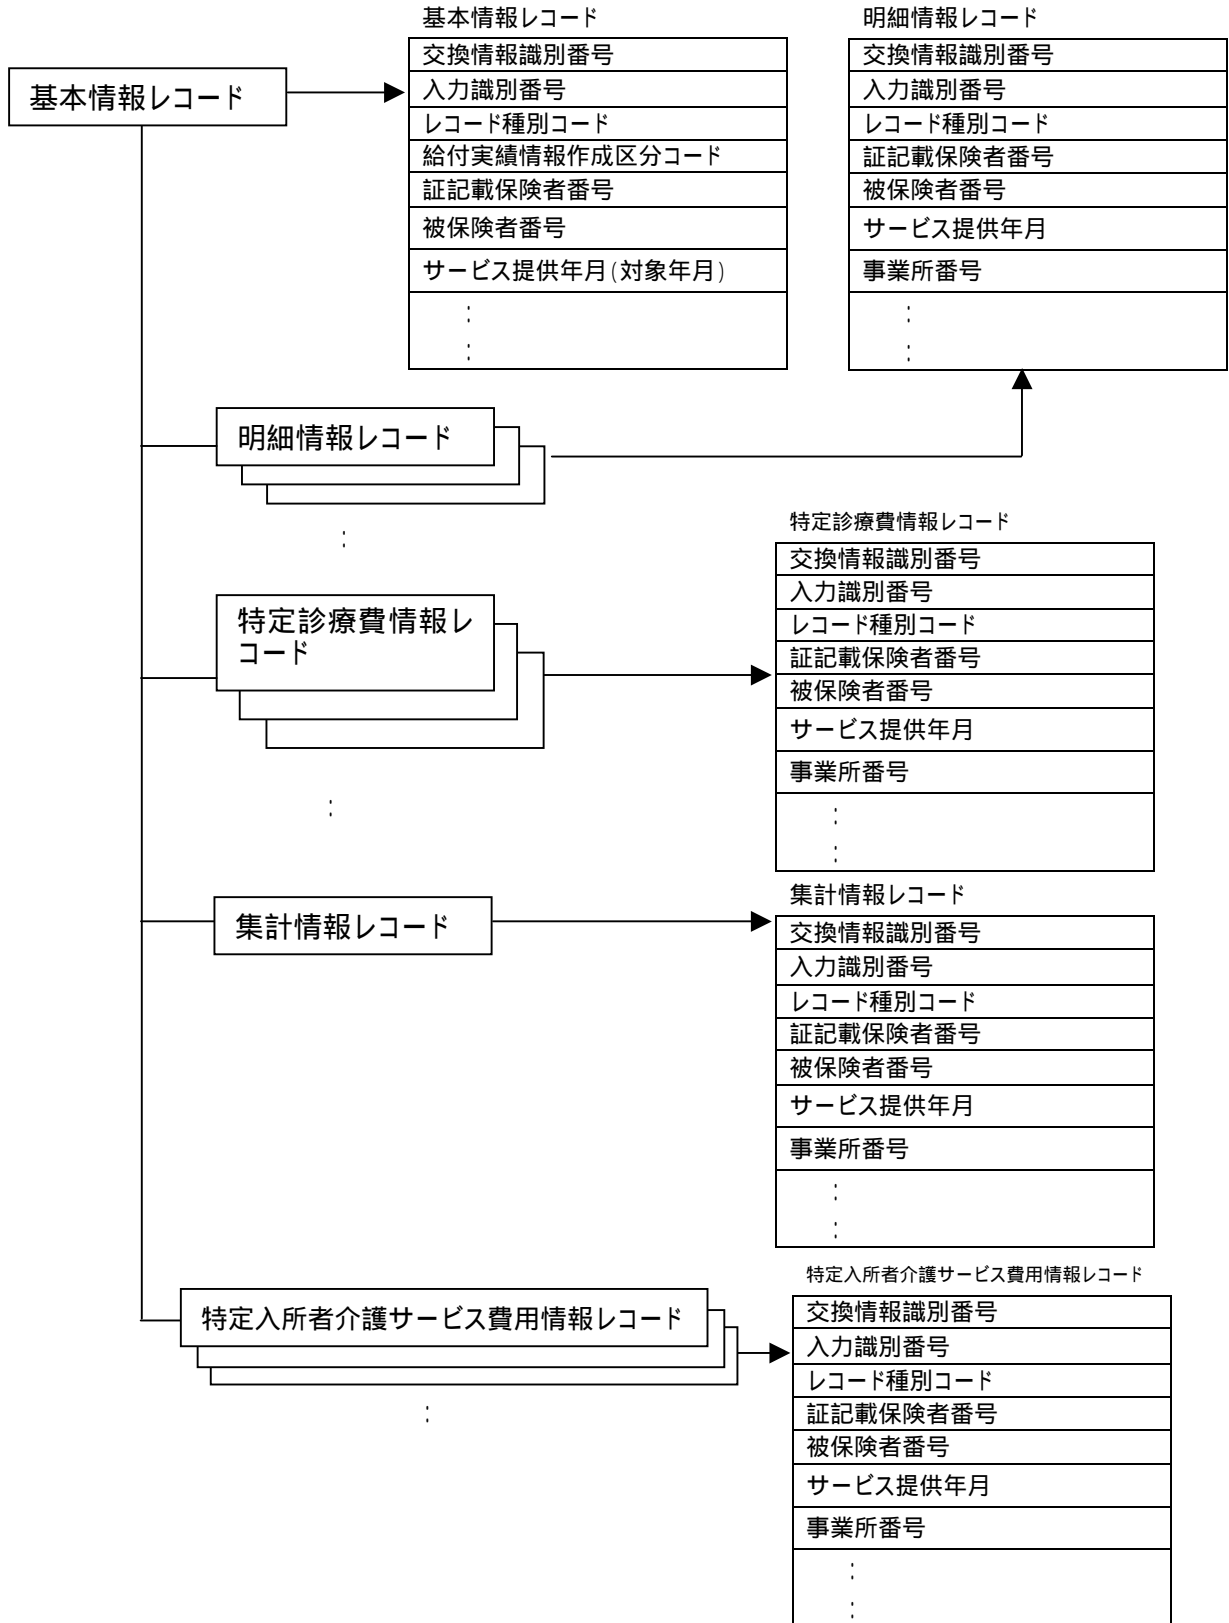 基本情報レコード
基本情報レコード
交換情報識別番号
入力識別番号
レコード種別コード
給付実績情報作成区分コード
証記載保険者番号
被保険者番号
サービス提供年月(対象年月)
:
:
明細情報レコード
交換情報識別番号
入力識別番号
レコード種別コード
証記載保険者番号
被保険者番号
サービス提供年月
事業所番号
:
:
明細情報レコード
:
特定診療費情報レ
コード
:
特定診療費情報レコード
交換情報識別番号
入力識別番号
レコード種別コード
証記載保険者番号
被保険者番号
サービス提供年月
事業所番号
:
:
集計情報レコード
集計情報レコード
交換情報識別番号
入力識別番号
レコード種別コード
証記載保険者番号
被保険者番号
サービス提供年月
事業所番号
:
:
特定入所者介護サービス費用情報レコード
:
特定入所者介護サービス費用情報レコード
交換情報識別番号
入力識別番号
レコード種別コード
証記載保険者番号
被保険者番号
サービス提供年月
事業所番号
:
: